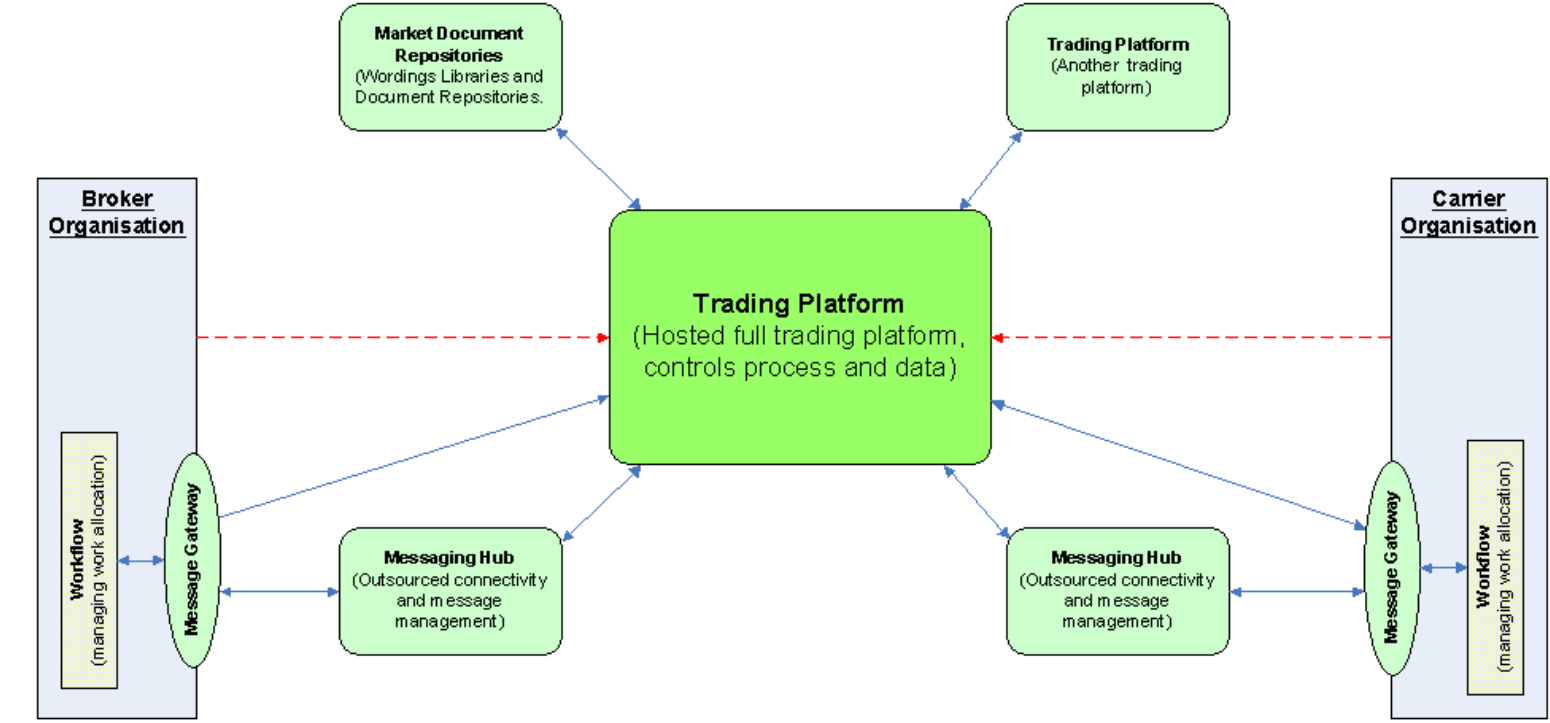 Market Document
Repositories
(Wordings Libraries and
Document Repositories.
Trading Platform
(Another trading
platform)
Broker
Organisation
Carrier
Organisation
Trading Platform
(Hosted full trading platform,
controls process and data)
Workflow
(managing work allocation)
Message Gateway
Messaging Hub
(Outsourced connectivity
and message
management)
Messaging Hub
(Outsourced connectivity
and message
management)
Message Gateway
Workflow
(managing work allocation)